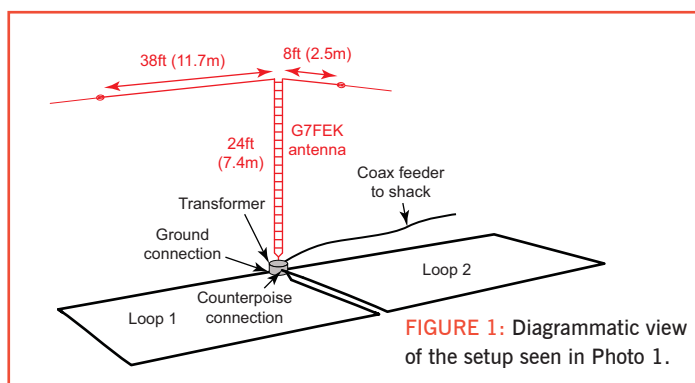 38ft (11.7m)
8ft (2.5m)
24ft
(7.4m)
G7FEK
antenna
Coax feeder
to shack
Transformer
Ground
connection
Counterpoise
connection
Loop 1
Loop 2
FIGURE 1: Diagrammatic view
of the setup seen in Photo 1.